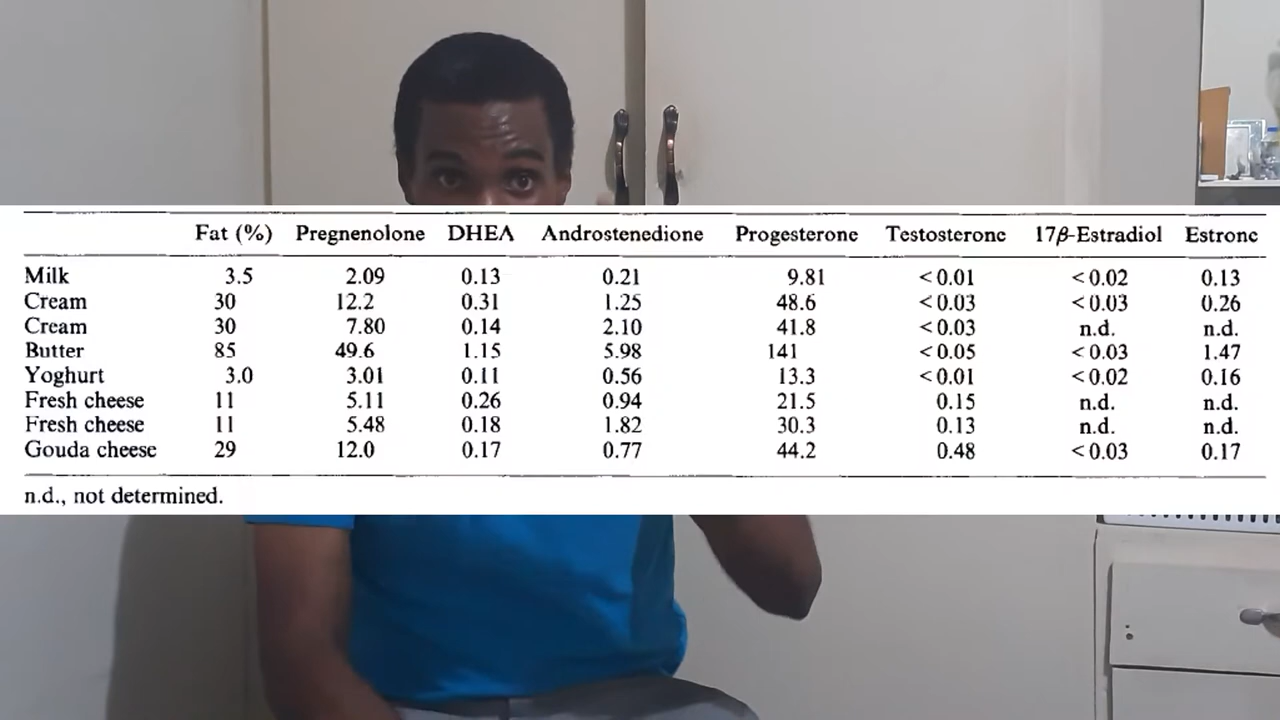 Fat (%) Pregnenolone DHEA Androstenedione Progesterone Testosterone 17β-Estradiol Estrone
Milk 3.5 2.09 0.13 0.21 9.81 <0.01 <0.02 0.13
Cream 30 12.2 0.31 1.25 48.6 <0.03 <0.03 0.26
Cream 30 7.80 0.14 2.10 41.8 <0.03 n.d. n.d.
Butter 85 49.6 1.15 5.98 141 <0.05 <0.03 1.47
Yoghurt 3.0 3.01 0.11 0.56 13.3 <0.01 <0.02 0.16
Fresh cheese 11 5.11 0.26 0.94 21.5 0.15 n.d. n.d.
Fresh cheese 11 5.48 0.18 1.82 30.3 0.13 n.d. n.d.
Gouda cheese 29 12.0 0.17 0.77 44.2 0.48 <0.03 0.17
n.d., not determined.